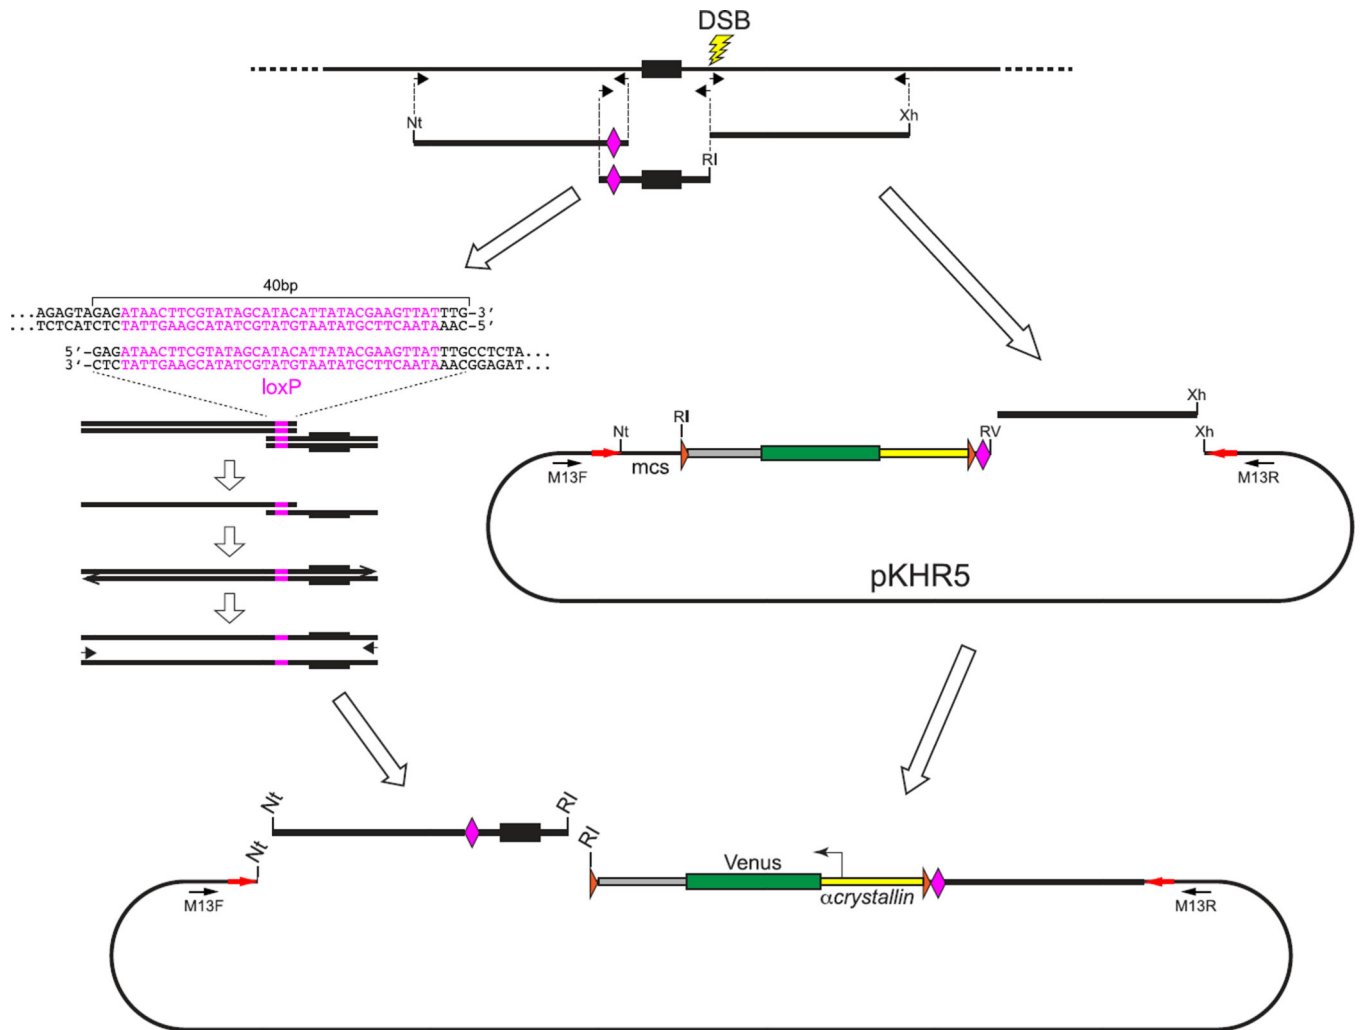 DSB
Nt
Xh
RI
40bp
...AGAGTAGAGATAACTTCGTATAGCATACATTATACGAAGTTATTTG-3′
...TCTCATCTCTATTGAAGCATATCGTATGTAATATGCTTCAATAAAC-5′
5′-GAGATAACTTCGTATAGCATACATTATACGAAGTTATTTGCCTCTA...
3′-CTCTATTGAAGCATATCGTATGTAATATGCTTCAATAAACGGAGAT...
loxP
Xh
RI
Nt
RV
Xh
mcs
M13F
M13R
pKHR5
Nt
RI
Nt
RI
Venus
αcrystallin
M13F
M13R